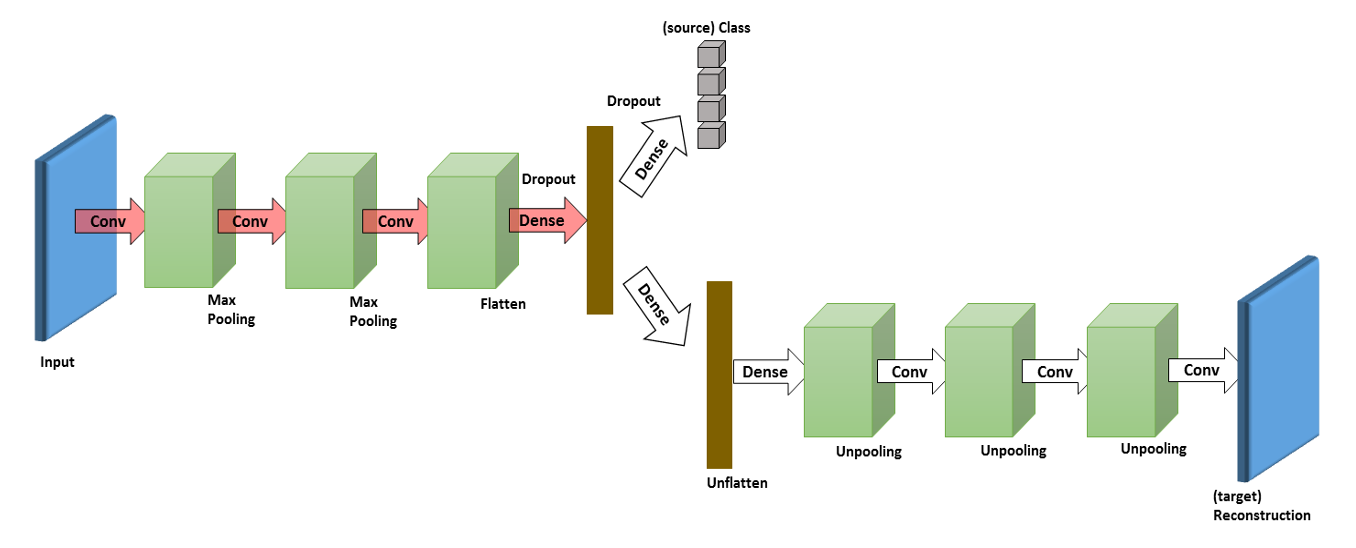 (source) Class
Dropout
Dense
Dropout
Conv
Conv
Conv
Dense
Max
Pooling
Max
Pooling
Flatten
Input
Dense
Dense
Conv
Conv
Conv
Unpooling
Unpooling
Unpooling
Unflatten
(target)
Reconstruction